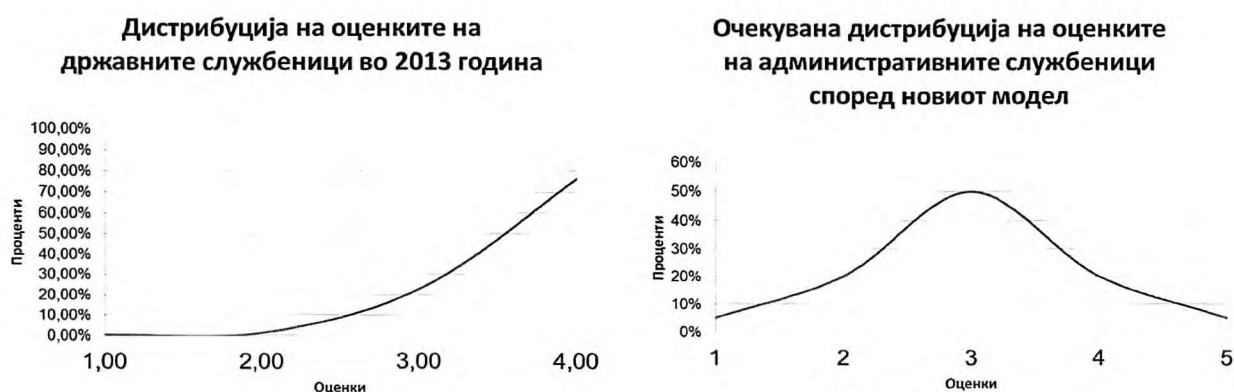 Дистрибуција на оценките на
државните службеници во 2013 година
100,00%
90,00%
80,00%
70,00%
60,00%
50,00%
40,00%
30,00%
20,00%
10,00%
0,00%
Проценти
1,00 2,00 3,00 4,00
Оценки
Очекувана дистрибуција на оценките
на административните службеници
според новиот модел
60%
50%
40%
30%
20%
10%
0%
Проценти
1 2 3 4 5
Оценки